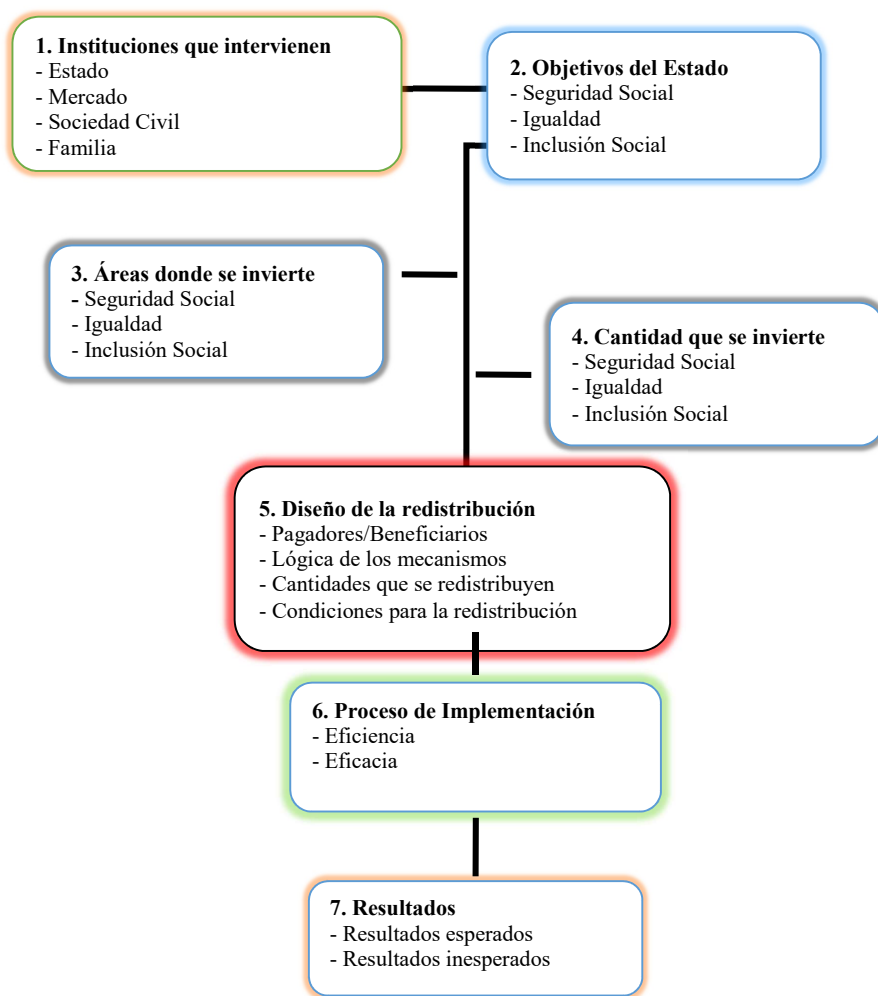 1. Instituciones que intervienen
- Estado
- Mercado
- Sociedad Civil
- Familia
2. Objetivos del Estado
- Seguridad Social
- Igualdad
- Inclusión Social
3. Áreas donde se invierte
- Seguridad Social
- Igualdad
- Inclusión Social
4. Cantidad que se invierte
- Seguridad Social
- Igualdad
- Inclusión Social
5. Diseño de la redistribución
- Pagadores/Beneficiarios
- Lógica de los mecanismos
- Cantidades que se redistribuyen
- Condiciones para la redistribución
6. Proceso de Implementación
- Eficiencia
- Eficacia
7. Resultados
- Resultados esperados
- Resultados inesperados